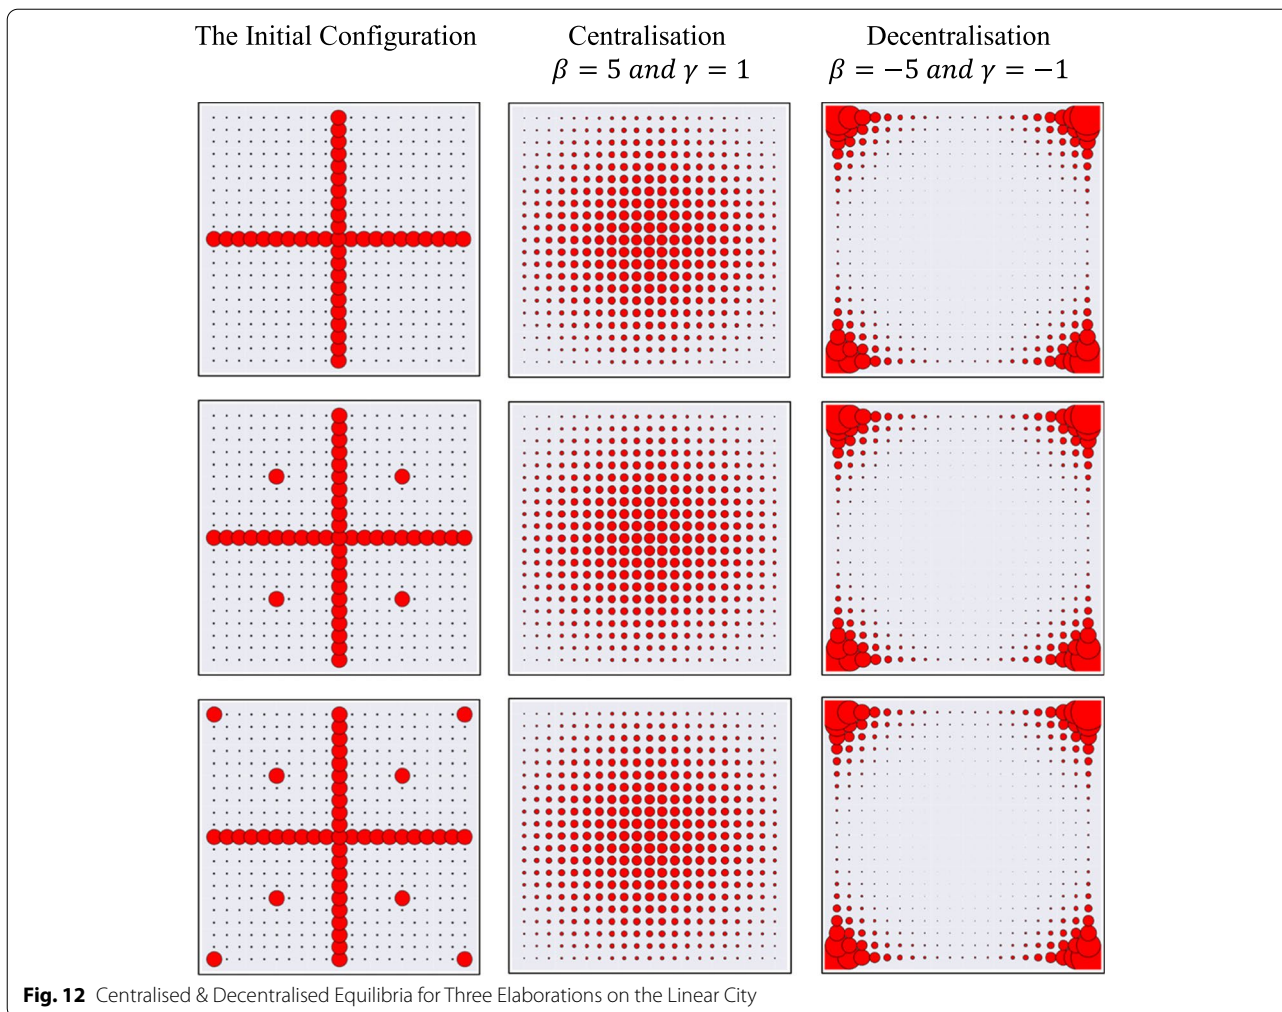 The Initial Configuration
Centralisation
Decentralisation
𝛽 = 5 𝑎𝑛𝑑 𝛾 = 1
𝛽 = −5 𝑎𝑛𝑑 𝛾 = −1
Fig. 12 Centralised & Decentralised Equilibria for Three Elaborations on the Linear City